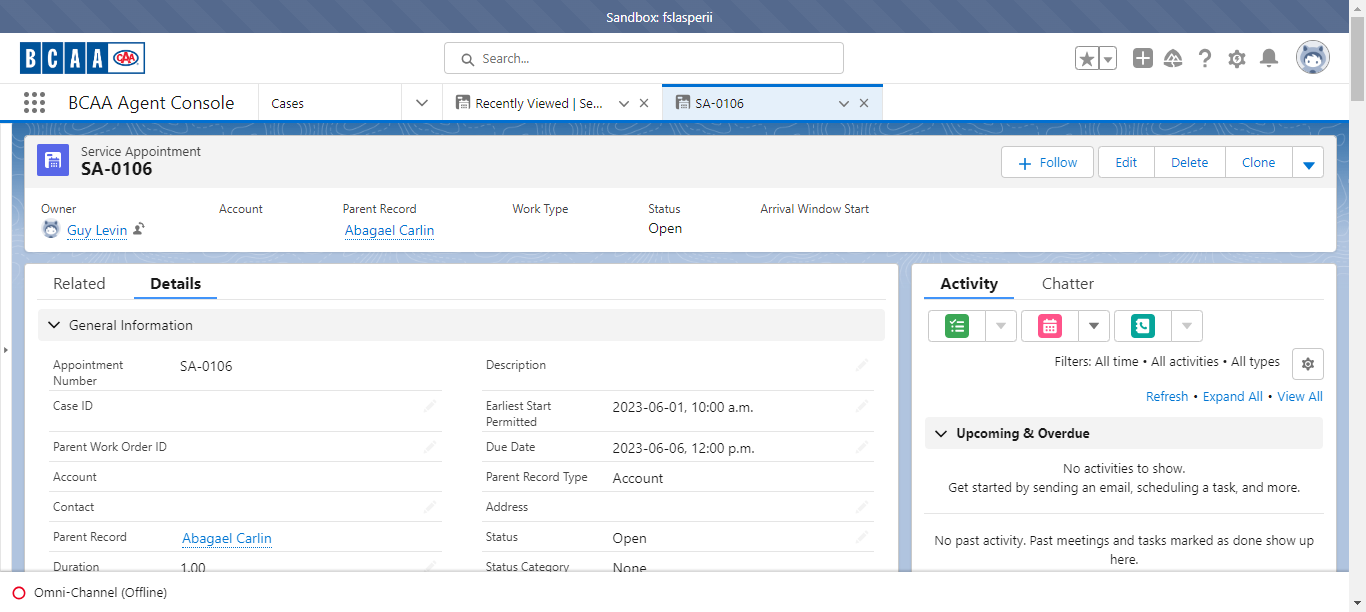 Sandbox: fslasperii
BCAA CAA
Search...
BCAA Agent Console
Cases
Recently Viewed | Se...
SA-0106
Service Appointment
SA-0106
Follow
Edit
Delete
Clone
Owner
Account
Parent Record
Work Type
Status
Arrival Window Start
Guy Levin
Abagael Carlin
Open
Related
Details
General Information
Appointment
Number
SA-0106
Case ID
Parent Work Order ID
Account
Contact
Parent Record
Abagael Carlin
Duration
1.00
Description
Earliest Start
Permitted
2023-06-01, 10:00 a.m.
Due Date
2023-06-06, 12:00 p.m.
Parent Record Type
Account
Address
Status
Open
Status Category
None
Activity
Chatter
Filters: All time • All activities • All types
Refresh • Expand All • View All
Upcoming & Overdue
No activities to show.
Get started by sending an email, scheduling a task, and more.
No past activity. Past meetings and tasks marked as done show up
here.
Omni-Channel (Offline)